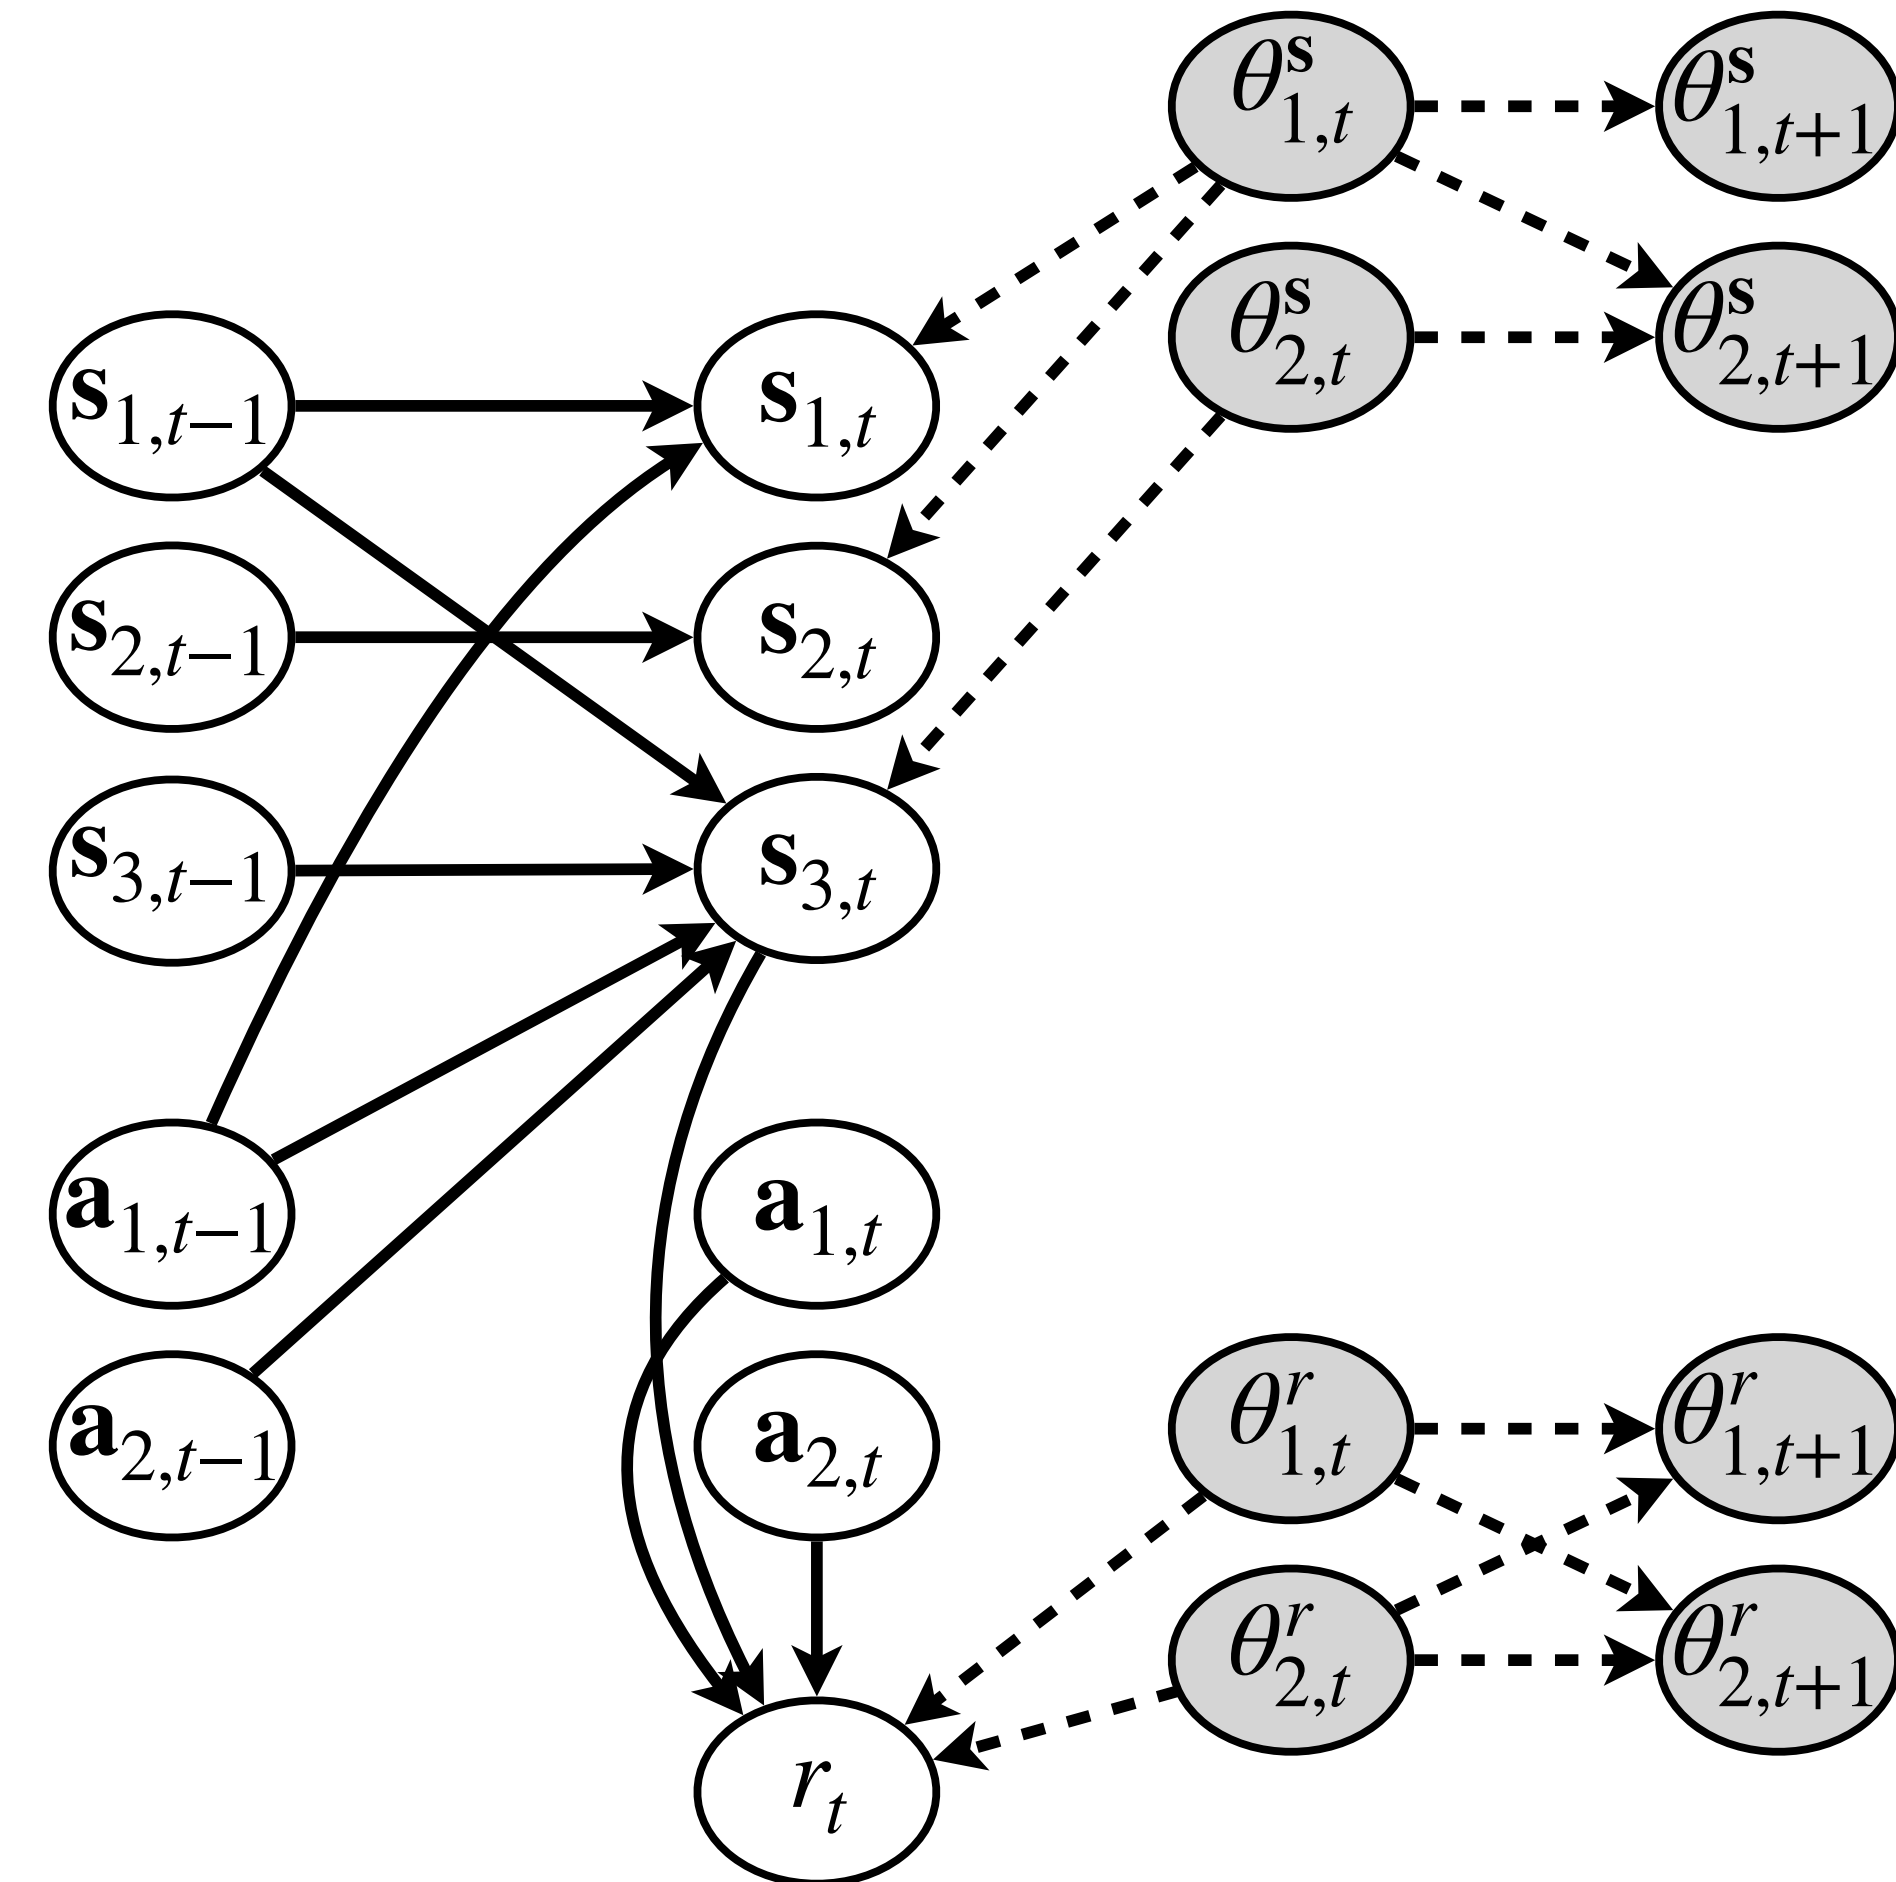 θ^s_{1,t}
θ^s_{1,t+1}
θ^s_{2,t}
θ^s_{2,t+1}
s_{1,t−1}
s_{1,t}
s_{2,t−1}
s_{2,t}
s_{3,t−1}
s_{3,t}
a_{1,t−1}
a_{1,t}
a_{2,t−1}
a_{2,t}
θ^r_{1,t}
θ^r_{1,t+1}
θ^r_{2,t}
θ^r_{2,t+1}
r_t